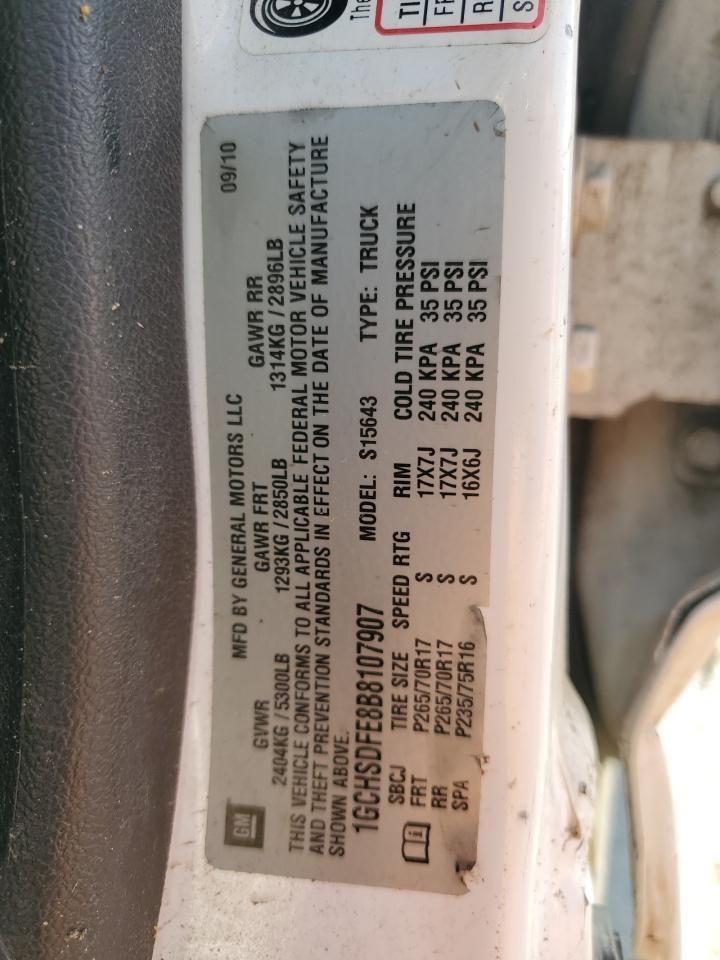 The
TI
FR
R
S
MFD BY GENERAL MOTORS LLC 09/10
GVWR GAWR FRT GAWR RR
2404KG / 5300LB 1293KG / 2850LB 1314KG / 2896LB
THIS VEHICLE CONFORMS TO ALL APPLICABLE FEDERAL MOTOR VEHICLE SAFETY
AND THEFT PREVENTION STANDARDS IN EFFECT ON THE DATE OF MANUFACTURE
SHOWN ABOVE.
1GCHSDFE8B8107907 MODEL: S15643 TYPE: TRUCK
SBCJ TIRE SIZE SPEED RTG RIM COLD TIRE PRESSURE
FRT P265/70R17 S 17X7J 240 KPA 35 PSI
RR P265/70R17 S 17X7J 240 KPA 35 PSI
SPA P235/75R16 S 16X6J 240 KPA 35 PSI
GM
i